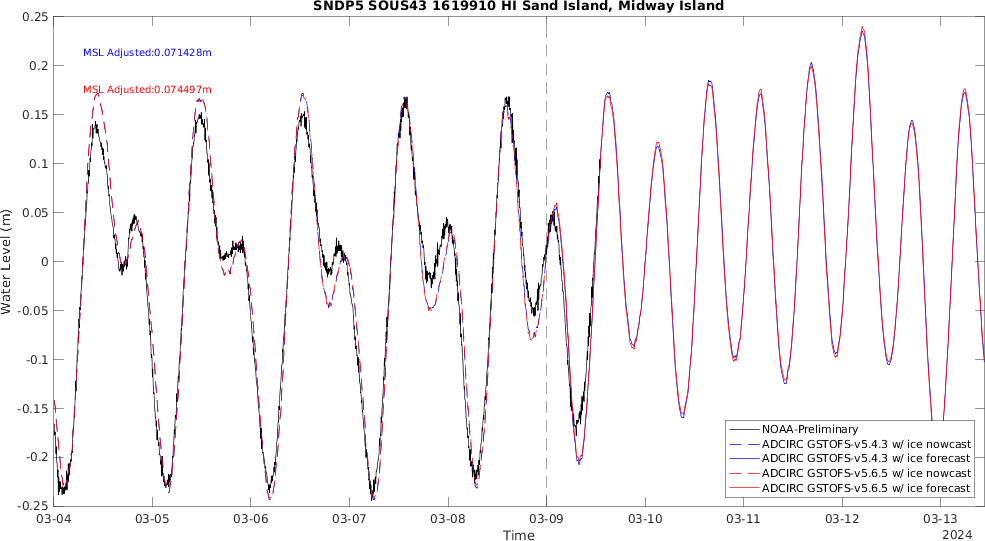 SNDP5 SOUS43 1619910 HI Sand Island, Midway Island
0.25
0.2
0.15
0.1
0.05
0
-0.05
-0.1
-0.15
-0.2
-0.25
Water Level (m)
MSL Adjusted:0.071428m
MSL Adjusted:0.074497m
NOAA-Preliminary
ADCIRC GSTOFS-v5.4.3 w/ ice nowcast
ADCIRC GSTOFS-v5.4.3 w/ ice forecast
ADCIRC GSTOFS-v5.6.5 w/ ice nowcast
ADCIRC GSTOFS-v5.6.5 w/ ice forecast
03-04 03-05 03-06 03-07 03-08 03-09 03-10 03-11 03-12 03-13
Time
2024